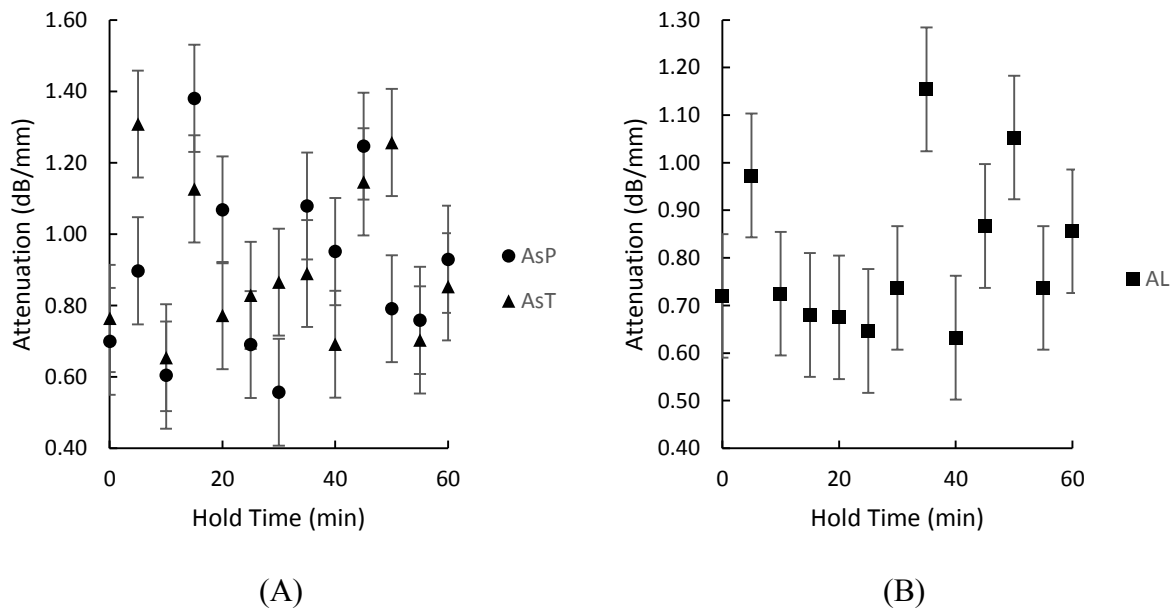 1.60
1.40
1.20
1.00
0.80
0.60
0.40
Attenuation (dB/mm)
0 20 40 60
Hold Time (min)
AsP
AsT
(A)
1.30
1.20
1.10
1.00
0.90
0.80
0.70
0.60
0.50
0.40
Attenuation (dB/mm)
0 20 40 60
Hold Time (min)
AL
(B)